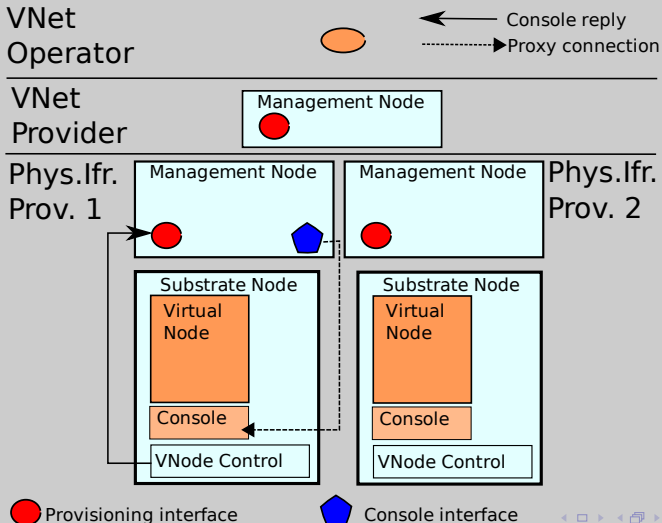 VNet
Operator
Console reply
Proxy connection
VNet
Provider
Management Node
Phys.Ifr.
Prov. 1
Management Node
Management Node
Phys.Ifr.
Prov. 2
Substrate Node
Virtual
Node
Console
VNode Control
Substrate Node
Virtual
Node
Console
VNode Control
Provisioning interface
Console interface